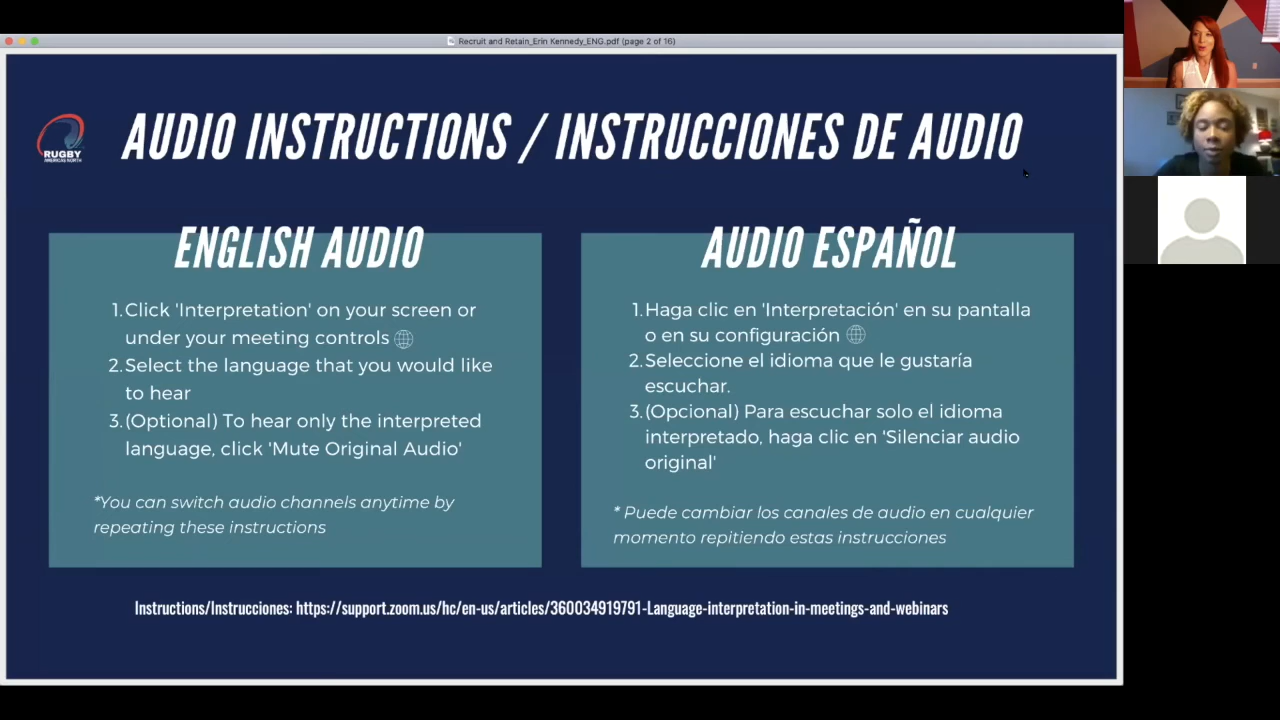 Recruit and Retain_Erin Kennedy_ENG.pdf (page 2 of 16)
RUGBY
AMERICAS NORTH
AUDIO INSTRUCTIONS / INSTRUCCIONES DE AUDIO
ENGLISH AUDIO
1. Click 'Interpretation' on your screen or
under your meeting controls
2. Select the language that you would like
to hear
3. (Optional) To hear only the interpreted
language, click 'Mute Original Audio'
*You can switch audio channels anytime by
repeating these instructions
AUDIO ESPAÑOL
1. Haga clic en 'Interpretación' en su pantalla
o en su configuración
2. Seleccione el idioma que le gustaría
escuchar.
3. (Opcional) Para escuchar solo el idioma
interpretado, haga clic en 'Silenciar audio
original'
* Puede cambiar los canales de audio en cualquier
momento repitiendo estas instrucciones
Instructions/Instrucciones: https://support.zoom.us/hc/en-us/articles/360034919791-Language-interpretation-in-meetings-and-webinars